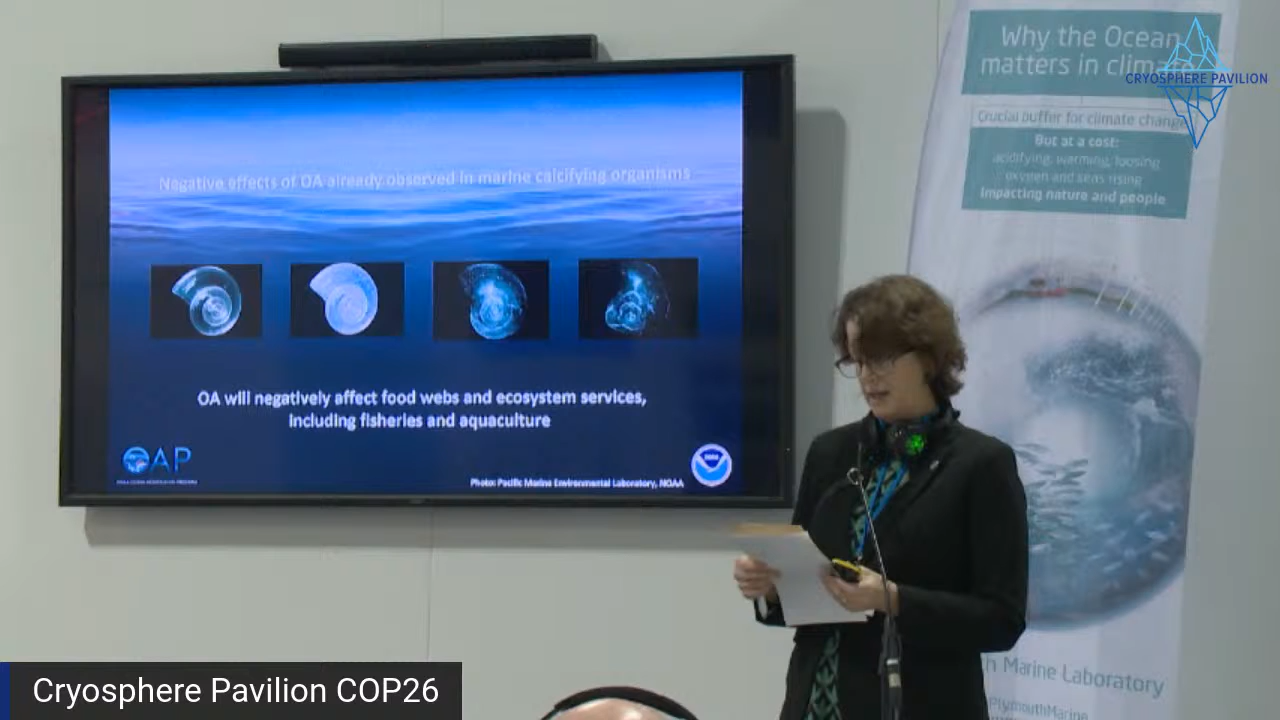 Negative effects of OA already observed in marine calcifying organisms
OA will negatively affect food webs and ecosystem services,
including fisheries and aquaculture
OAP
Photo: Pacific Marine Environmental Laboratory, NOAA
Why the Ocean
matters in climate
CRYOSPHERE PAVILION
Crucial buffer for climate change
But at a cost:
acidifying, warming, loosing
oxygen and seas rising
impacting nature and people
Marine Laboratory
PlymouthMarine
Cryosphere Pavilion COP26